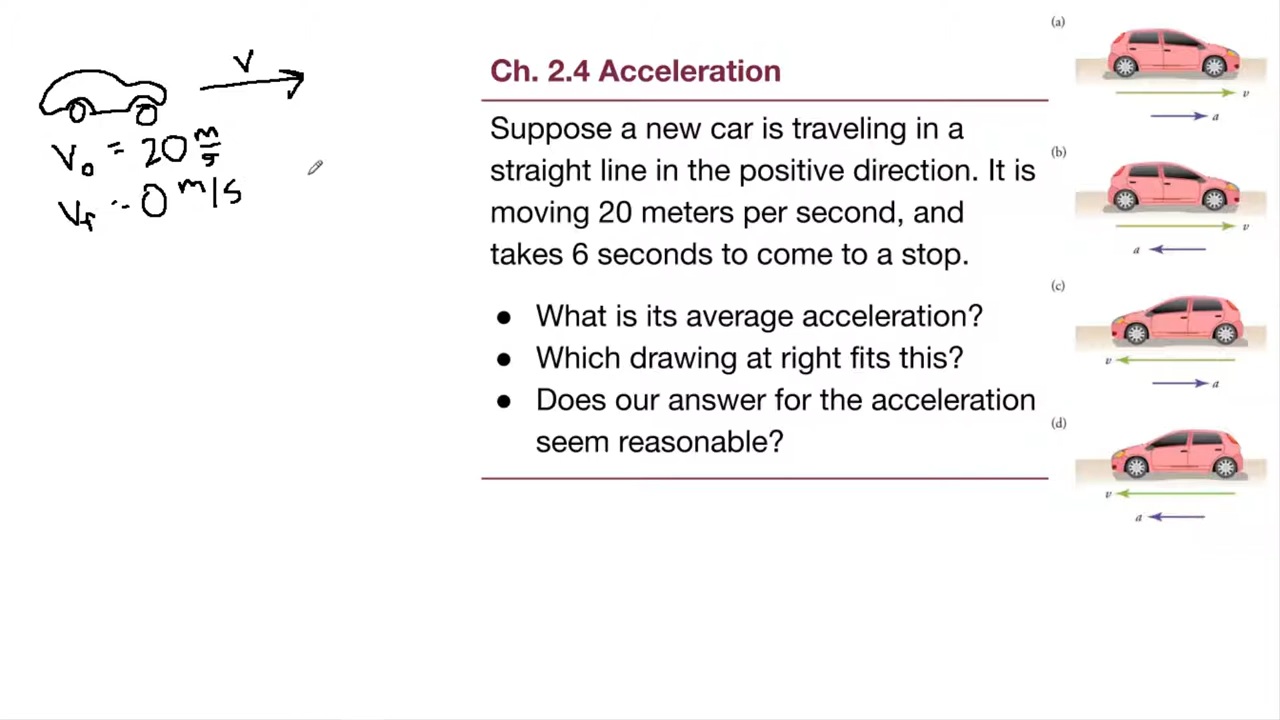 V
V₀ = 20 m/s
Vf = 0 m/s
Ch. 2.4 Acceleration
Suppose a new car is traveling in a
straight line in the positive direction. It is
moving 20 meters per second, and
takes 6 seconds to come to a stop.
● What is its average acceleration?
● Which drawing at right fits this?
● Does our answer for the acceleration
seem reasonable?
(a)
v
a
(b)
v
a
(c)
v
a
(d)
v
a